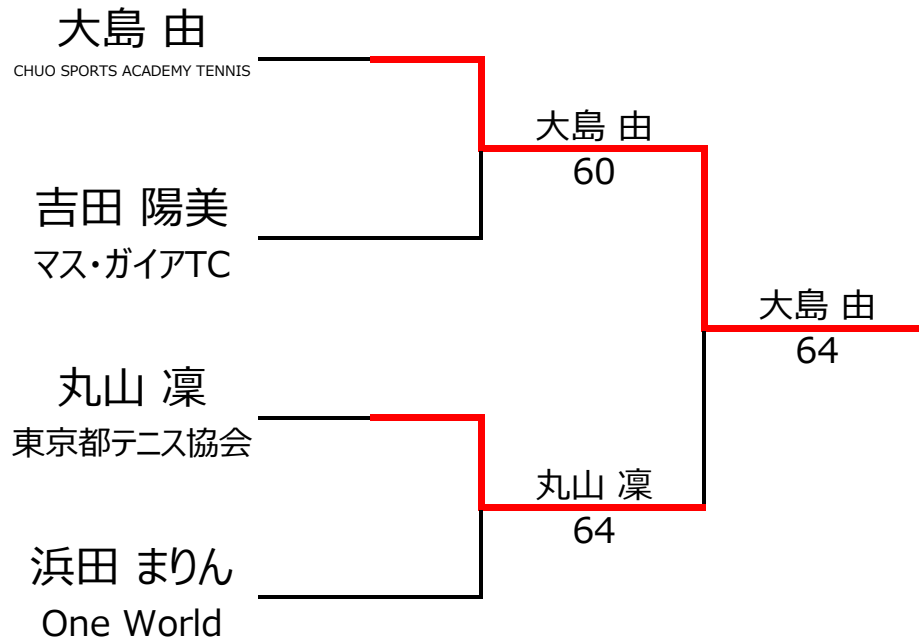 大島 由
CHUO SPORTS ACADEMY TENNIS
吉田 陽美
マス・ガイアTC
丸山 凜
東京都テニス協会
浜田 まりん
One World
大島 由
60
丸山 凜
64
大島 由
64